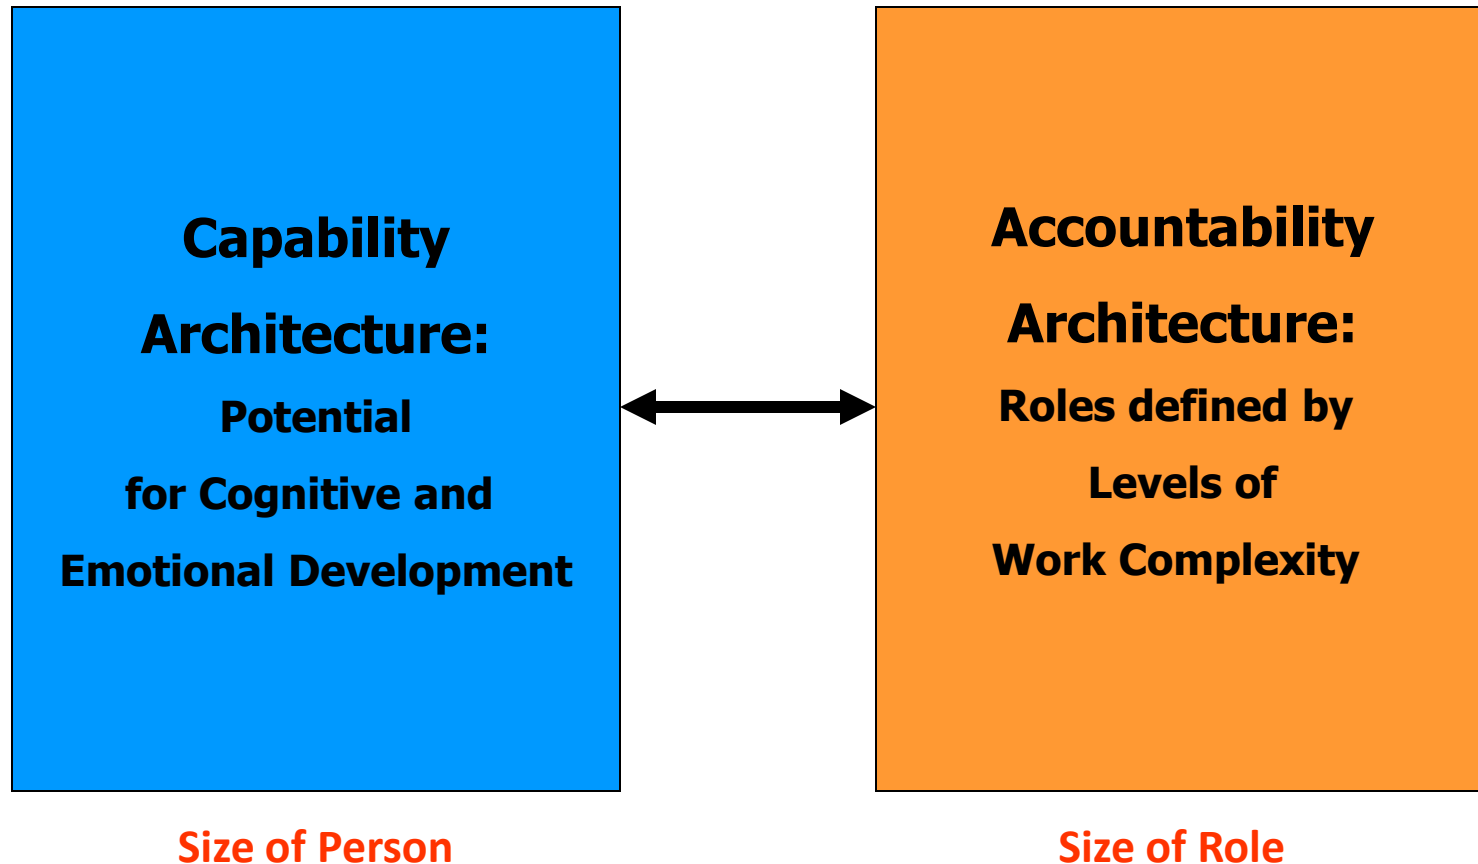 Capability
Architecture:
Potential
for Cognitive and
Emotional Development
Accountability
Architecture:
Roles defined by
Levels of
Work Complexity
Size of Person
Size of Role